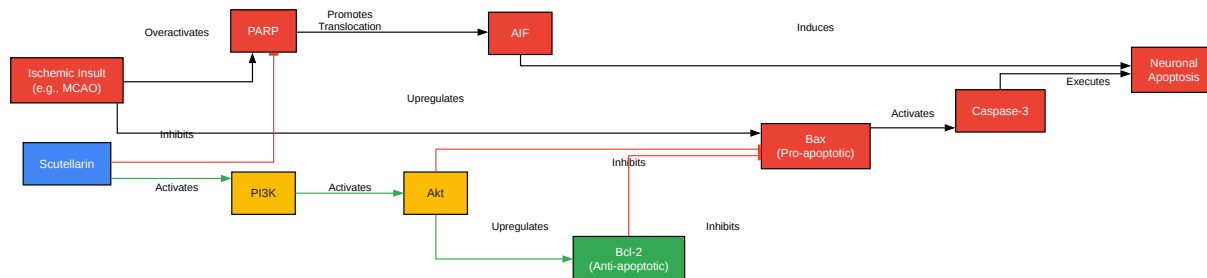 Promotes
Translocation
Overactivates
PARP
AIF
Induces
Ischemic Insult
(e.g., MCAO)
Neuronal
Apoptosis
Executes
Upregulates
Caspase-3
Activates
Inhibits
Bax
(Pro-apoptotic)
Scutellarin
Inhibits
Activates
PI3K
Activates
Akt
Upregulates
Inhibits
Bcl-2
(Anti-apoptotic)